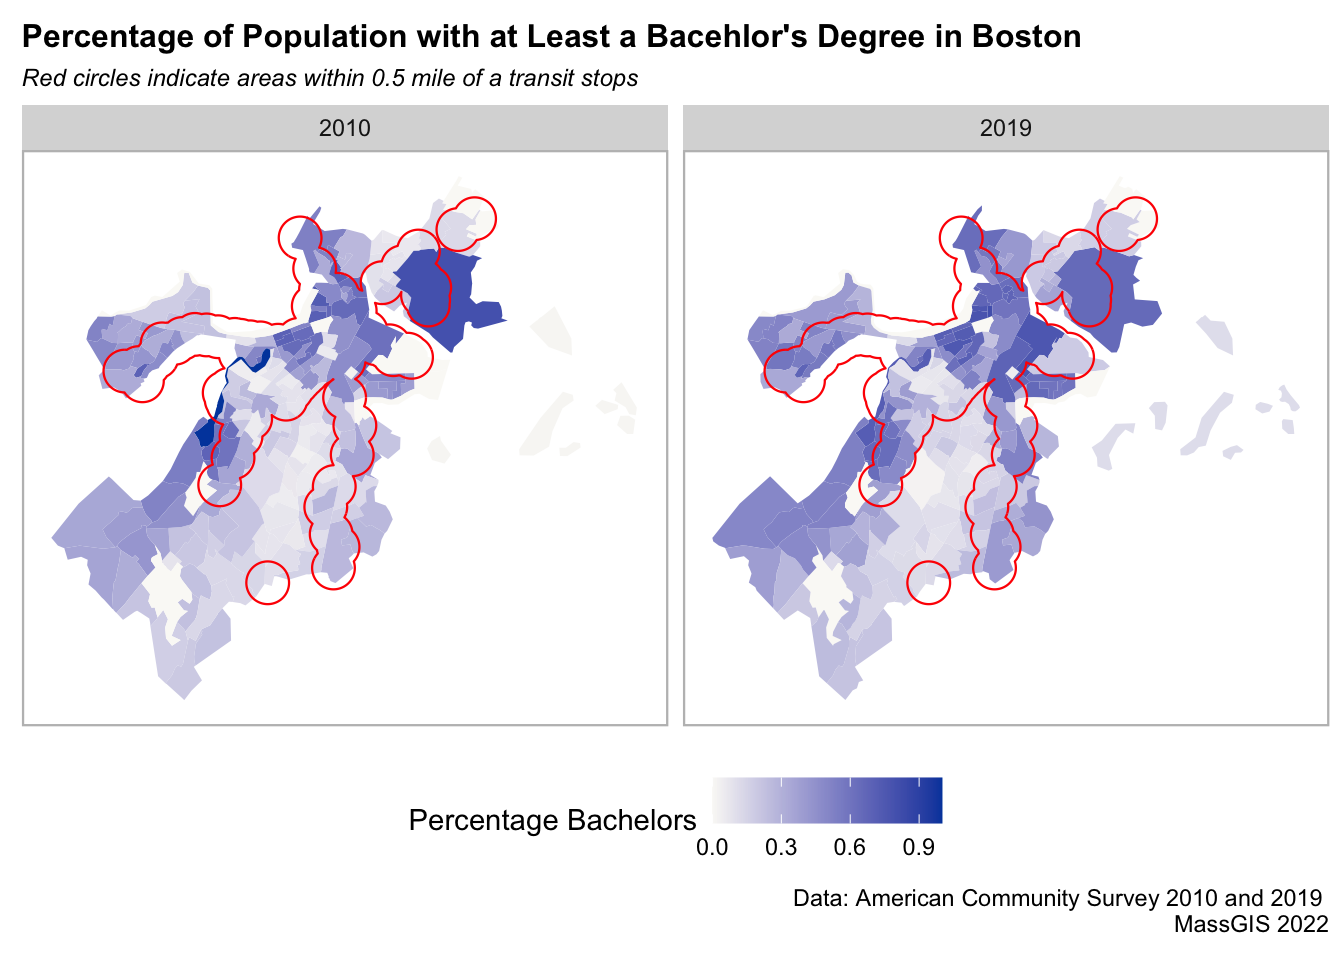 Percentage of Population with at Least a Bacehlor's Degree in Boston
Red circles indicate areas within 0.5 mile of a transit stops
2010
2019
Percentage Bachelors
0.0 0.3 0.6 0.9
Data: American Community Survey 2010 and 2019
MassGIS 2022